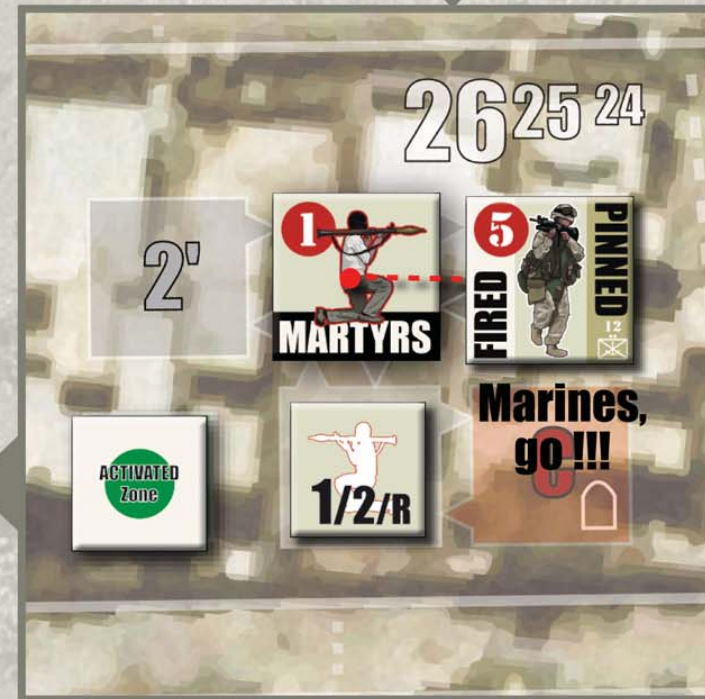 26 25 24
2'
1
MARTYRS
5
FIRED
PINNED
12
ACTIVATED
Zone
1/2/R
Marines,
go !!!
C